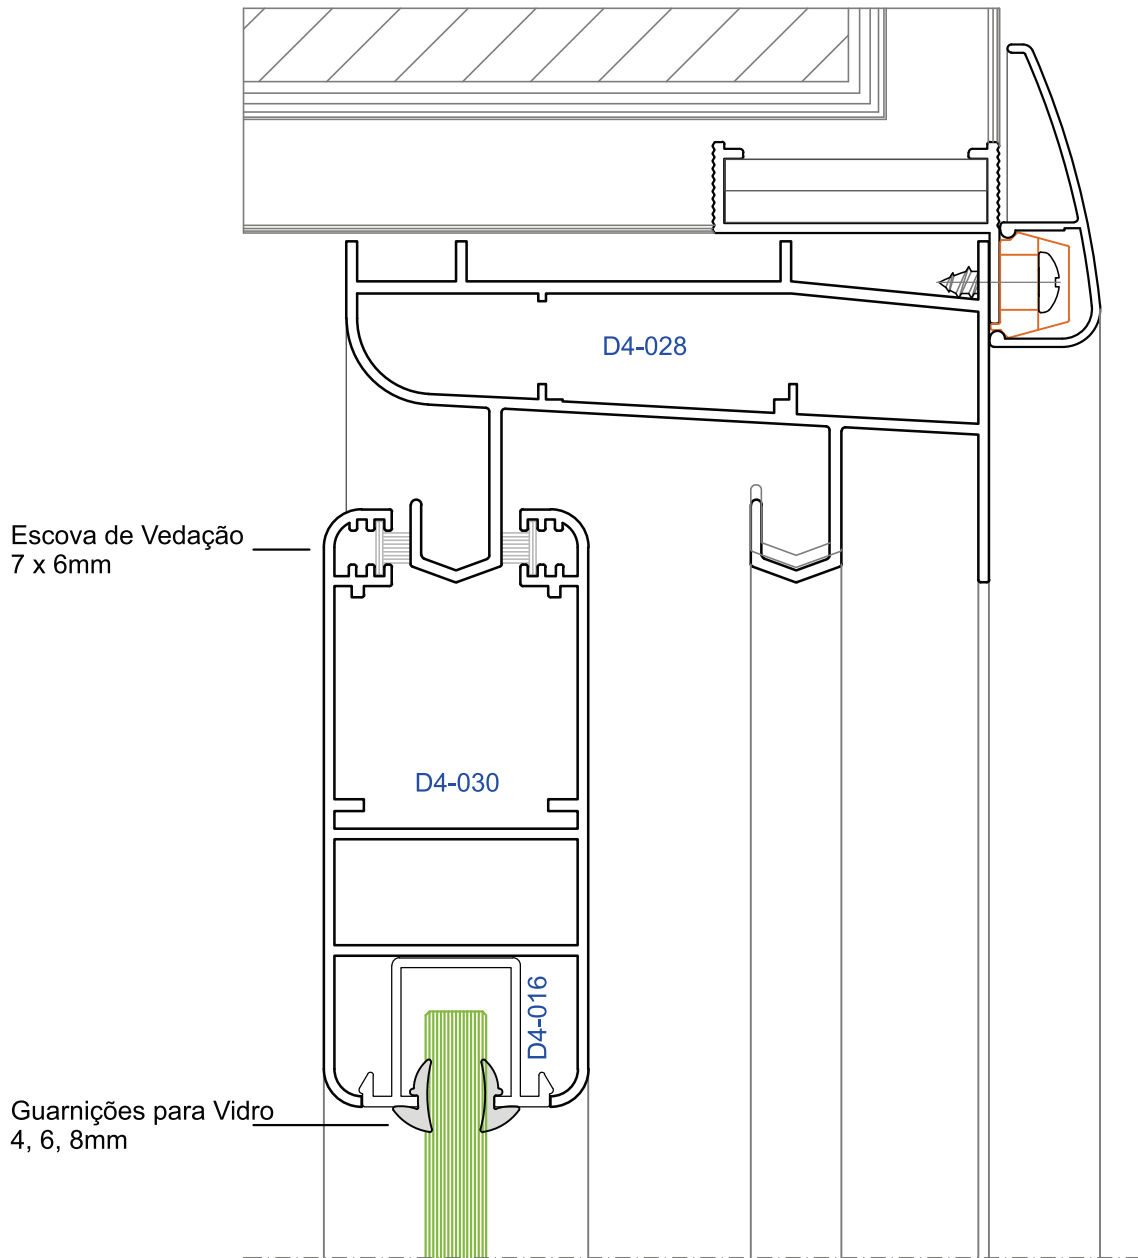 D4-028
Escova de Vedação
7 x 6mm
D4-030
D4-016
Guarnições para Vidro
4, 6, 8mm